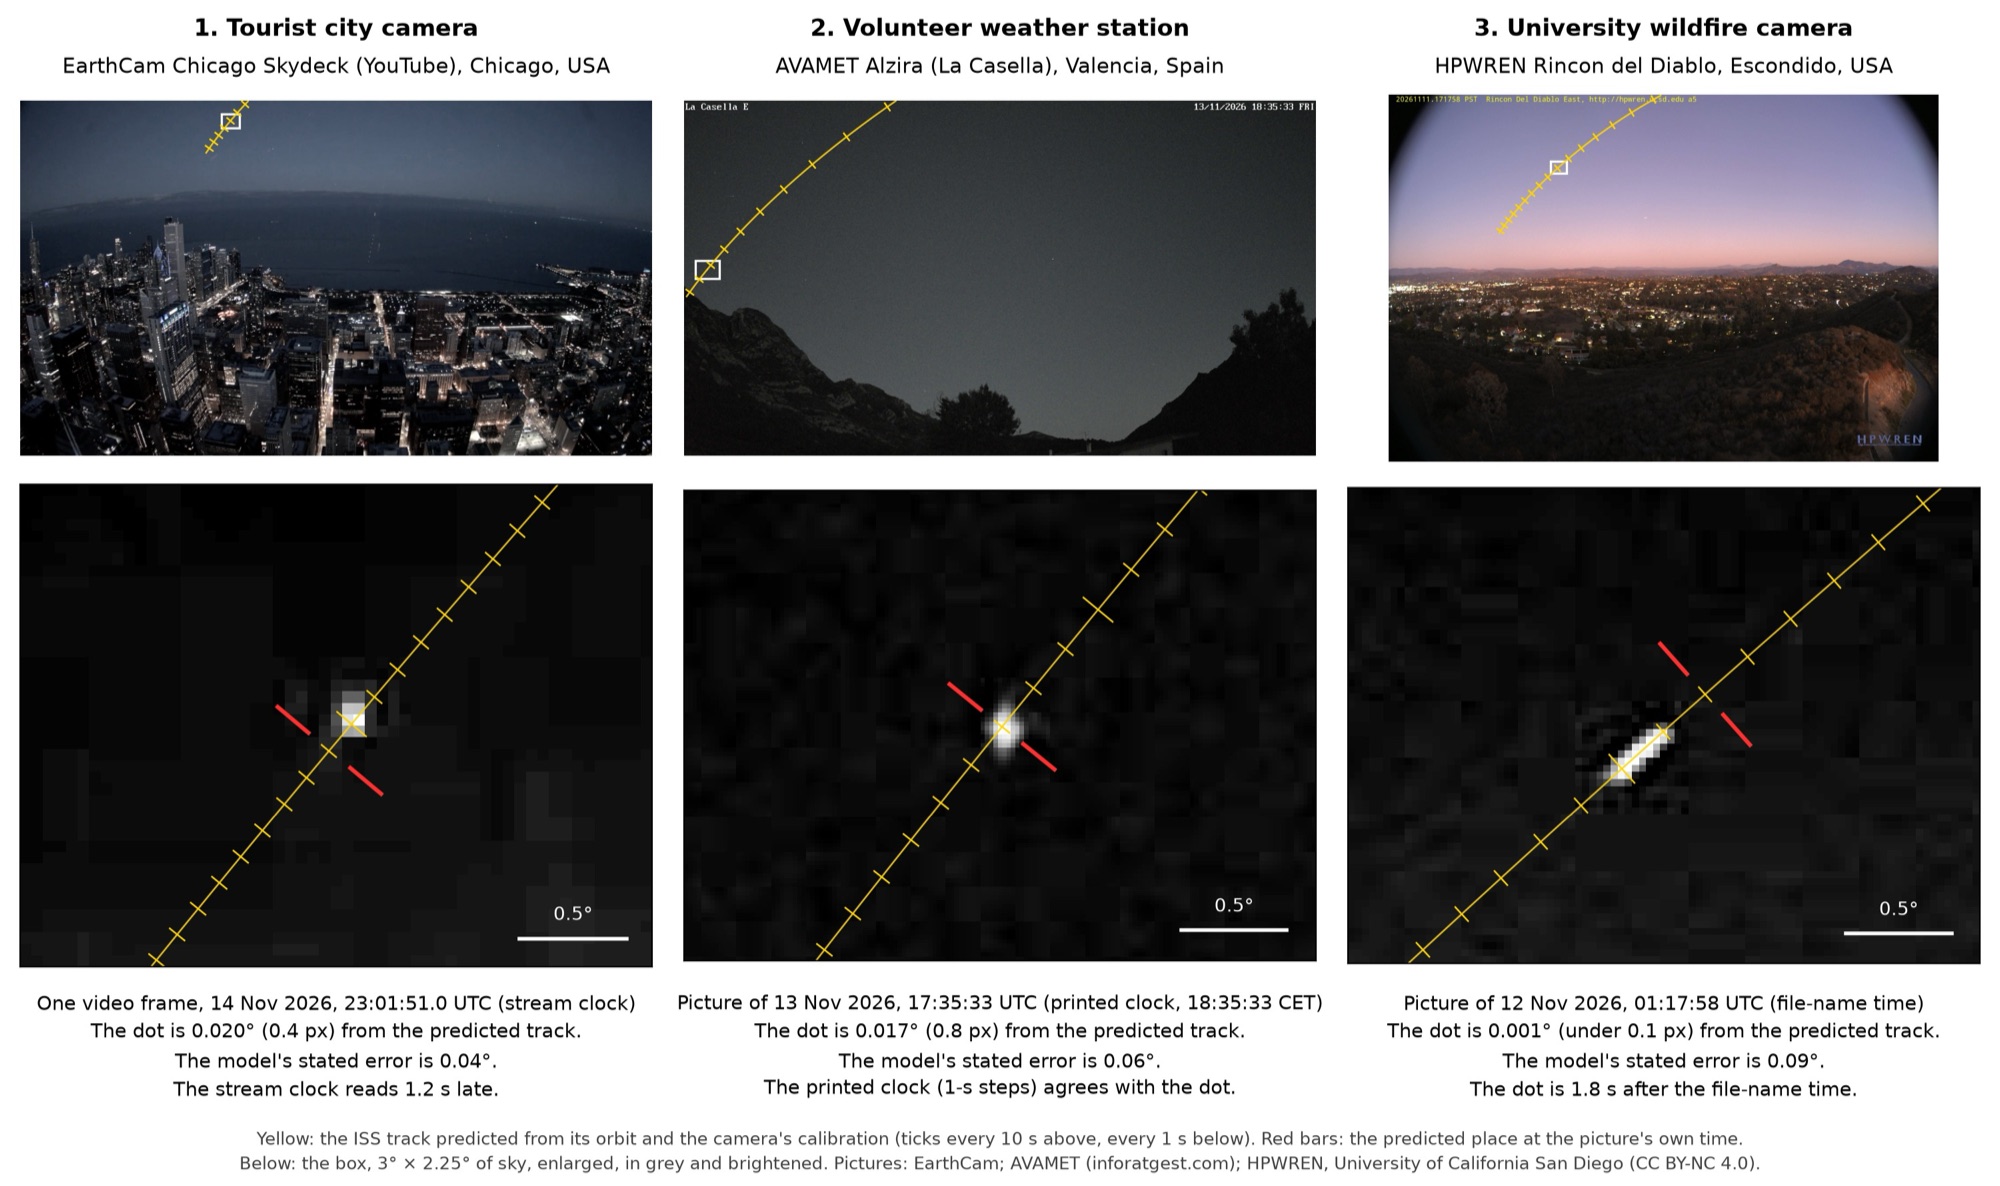 1. Tourist city camera
EarthCam Chicago Skydeck (YouTube), Chicago, USA
2. Volunteer weather station
AVAMET Alzira (La Casella), Valencia, Spain
3. University wildfire camera
HPWREN Rincon del Diablo, Escondido, USA
La Casella E
13/11/2026 18:35:33 FRI
20261111.171758 PST Rincon Del Diablo East, http://hpwren. .edu a5
HPWREN
0.5°
0.5°
0.5°
One video frame, 14 Nov 2026, 23:01:51.0 UTC (stream clock)
The dot is 0.020° (0.4 px) from the predicted track.
The model's stated error is 0.04°.
The stream clock reads 1.2 s late.
Picture of 13 Nov 2026, 17:35:33 UTC (printed clock, 18:35:33 CET)
The dot is 0.017° (0.8 px) from the predicted track.
The model's stated error is 0.06°.
The printed clock (1-s steps) agrees with the dot.
Picture of 12 Nov 2026, 01:17:58 UTC (file-name time)
The dot is 0.001° (under 0.1 px) from the predicted track.
The model's stated error is 0.09°.
The dot is 1.8 s after the file-name time.
Yellow: the ISS track predicted from its orbit and the camera's calibration (ticks every 10 s above, every 1 s below). Red bars: the predicted place at the picture's own time.
Below: the box, 3° × 2.25° of sky, enlarged, in grey and brightened. Pictures: EarthCam; AVAMET (inforatgest.com); HPWREN, University of California San Diego (CC BY-NC 4.0).